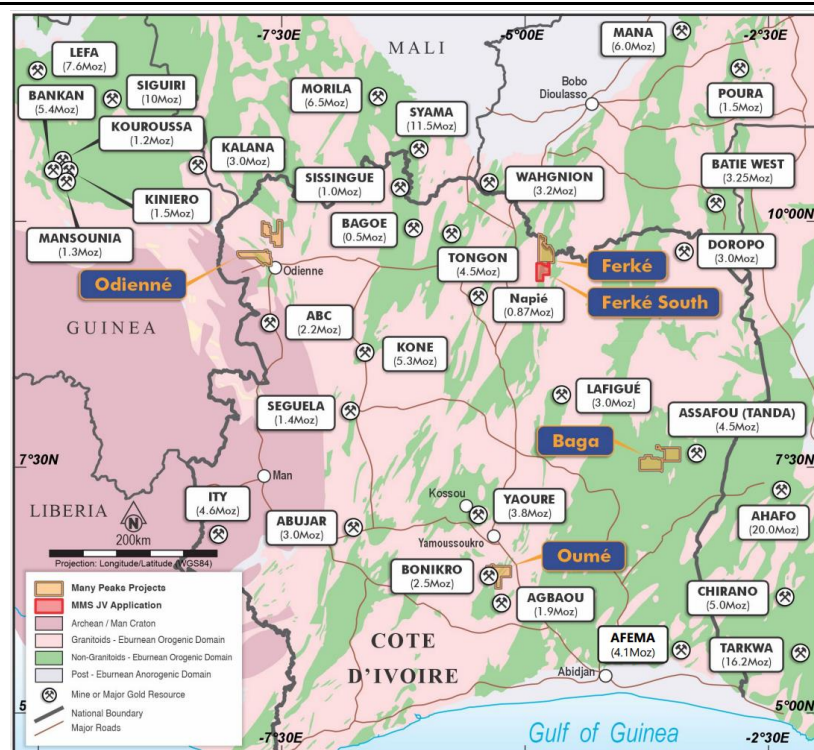 -7°30E
-5°00E
-2°30E
MALI
LEFA
(7.6Moz)
SIGUIRI
(10Moz)
BANKAN
(5.4Moz)
KOUROUSSA
(1.2Moz)
KALANA
(3.0Moz)
KINIERO
(1.5Moz)
MANSOUNIA
(1.3Moz)
MORILA
(6.5Moz)
SYAMA
(11.5Moz)
SISSINGUE
(1.0Moz)
BAGOE
(0.5Moz)
MANA
(6.0Moz)
Bobo
Dioulasso
POURA
(1.5Moz)
WAHGNION
(3.2Moz)
BATIE WEST
(3.25Moz)
10°00N
TONGON
(4.5Moz)
Ferké
DOROPO
(3.0Moz)
Odienné
Odienne
Napié
(0.87Moz)
Ferké South
GUINEA
ABC
(2.2Moz)
KONE
(5.3Moz)
LAFIGUÉ
(3.0Moz)
SEGUELA
(1.4Moz)
ASSAFOU (TANDA)
(4.5Moz)
Baga
7°30N
7°30N
Man
LIBERIA
ITY
(4.6Moz)
Kossou
YAOURE
(3.8Moz)
AHAFO
(20.0Moz)
ABUJAR
(3.0Moz)
Yamoussoukro
N
200km
Projection: Longitude/Latitude (WGS84)
Oumé
BONIKRO
(2.5Moz)
AGBAOU
(1.9Moz)
CHIRANO
(5.0Moz)
COTE
D'IVOIRE
AFEMA
(4.1Moz)
TARKWA
(16.2Moz)
Abidjan
Many Peaks Projects
MMS JV Application
Archean / Man Craton
Granitoids - Eburnean Orogenic Domain
Non-Granitoids - Eburnean Orogenic Domain
Post - Eburnean Anorogenic Domain
Mine or Major Gold Resource
National Boundary
Major Roads
5
5°00N
Gulf of Guinea
-7°30E
-2°30E